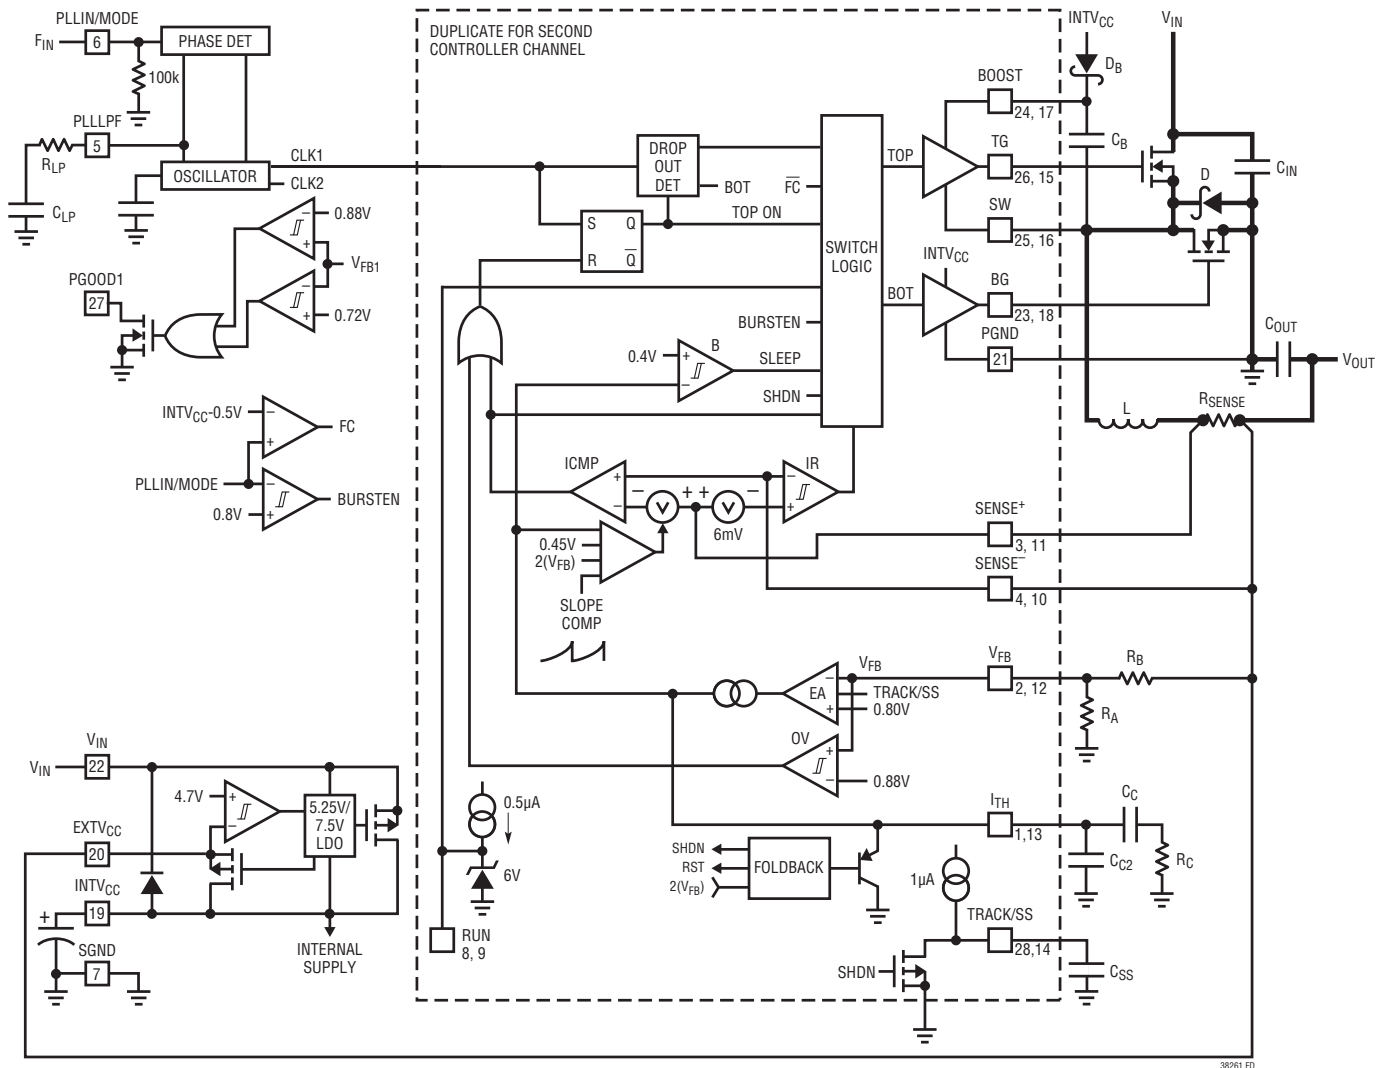 PLLIN/MODE
F_IN
6
PHASE DET
100k
PLLLPF
5
R_LP
C_LP
OSCILLATOR
CLK1
CLK2
−
0.88V
+
V_FB1
−
+
0.72V
PGOOD1
27
INTV_CC-0.5V
−
+
FC
PLLIN/MODE
−
0.8V
+
BURSTEN
DUPLICATE FOR SECOND
CONTROLLER CHANNEL
DROP
OUT
DET
BOT
F̅C̅
TOP ON
S
Q
R
Q̅
SWITCH
LOGIC
BURSTEN
B
0.4V
+
−
SLEEP
SHDN
TOP
BOT
INTV_CC
BOOST
24, 17
TG
26, 15
SW
25, 16
BG
23, 18
PGND
21
INTV_CC
V_IN
D_B
C_B
D
C_IN
C_OUT
V_OUT
L
R_SENSE
ICMP
+
−
−
V
+
+
V
−
6mV
IR
−
+
0.45V
2(V_FB)
SLOPE
COMP
SENSE⁺
3, 11
SENSE⁻
4, 10
V_FB
EA
−
TRACK/SS
+
0.80V
V_FB
2, 12
R_B
R_A
OV
+
−
0.88V
V_IN
V_IN
22
4.7V
+
−
5.25V/
7.5V
LDO
EXTV_CC
20
INTV_CC
19
+
SGND
7
INTERNAL
SUPPLY
0.5µA
6V
RUN
8, 9
SHDN
RST
2(V_FB)
FOLDBACK
I_TH
1,13
C_C
C_C2
R_C
1µA
TRACK/SS
28,14
C_SS
SHDN
38261 FD